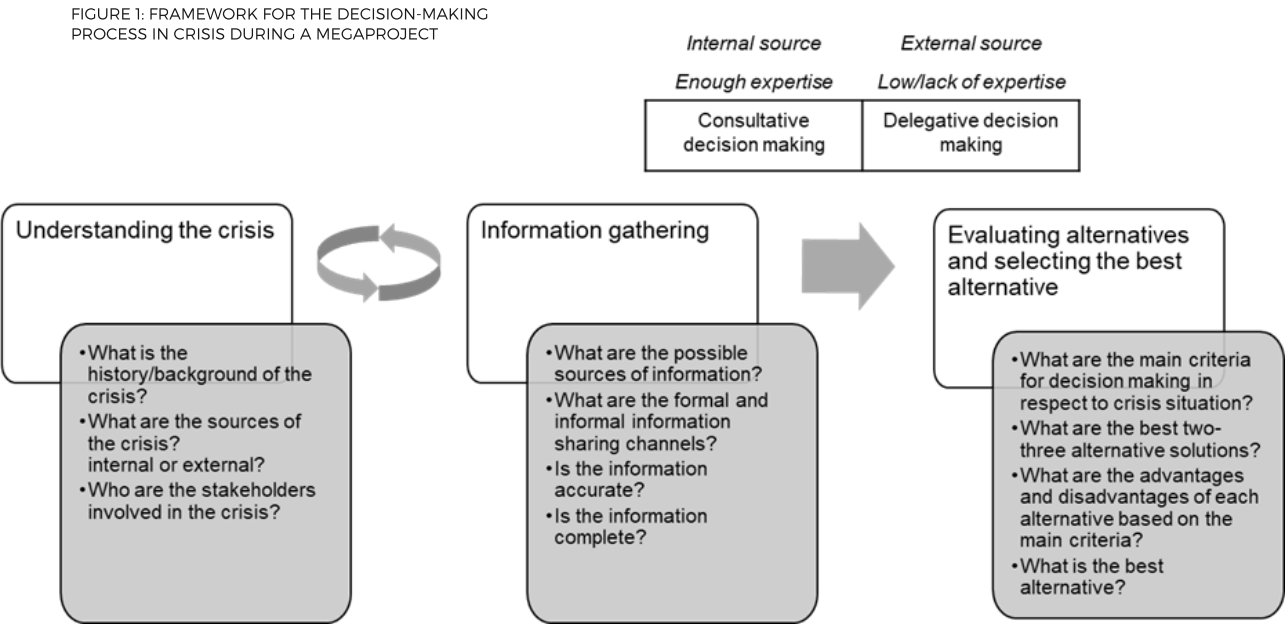 FIGURE 1: FRAMEWORK FOR THE DECISION-MAKING
PROCESS IN CRISIS DURING A MEGAPROJECT
Internal source
External source
Enough expertise
Low/lack of expertise
Consultative
decision making
Delegative decision
making
Understanding the crisis
•What is the
history/background of the
crisis?
•What are the sources of
the crisis?
internal or external?
•Who are the stakeholders
involved in the crisis?
Information gathering
•What are the possible
sources of information?
•What are the formal and
informal information
sharing channels?
•Is the information
accurate?
•Is the information
complete?
Evaluating alternatives
and selecting the best
alternative
•What are the main criteria
for decision making in
respect to crisis situation?
•What are the best two-
three alternative solutions?
•What are the advantages
and disadvantages of each
alternative based on the
main criteria?
•What is the best
alternative?